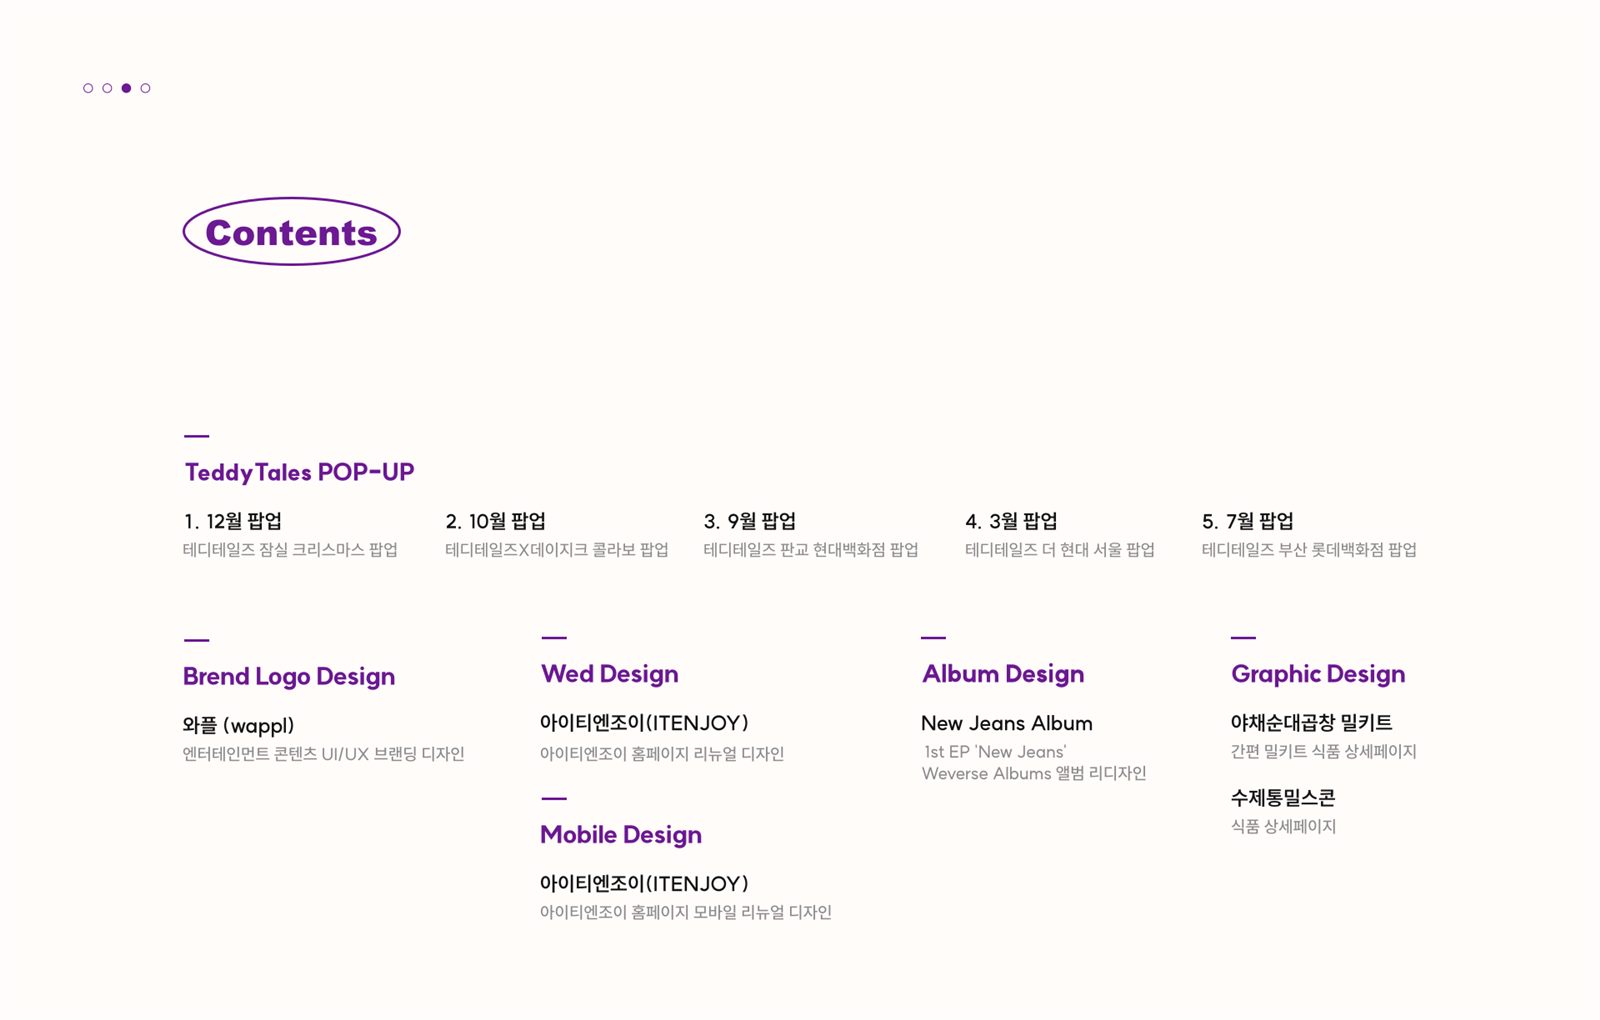 Contents
TeddyTales POP-UP
1. 12월 팝업
테디테일즈 잠실 크리스마스 팝업
2. 10월 팝업
테디테일즈X데이지크 콜라보 팝업
3. 9월 팝업
테디테일즈 판교 현대백화점 팝업
4. 3월 팝업
테디테일즈 더 현대 서울 팝업
5. 7월 팝업
테디테일즈 부산 롯데백화점 팝업
Brend Logo Design
와플 (wappl)
엔터테인먼트 콘텐츠 UI/UX 브랜딩 디자인
Wed Design
아이티엔조이(ITENJOY)
아이티엔조이 홈페이지 리뉴얼 디자인
Mobile Design
아이티엔조이(ITENJOY)
아이티엔조이 홈페이지 모바일 리뉴얼 디자인
Album Design
New Jeans Album
1st EP 'New Jeans'
Weverse Albums 앨범 리디자인
Graphic Design
야채순대곱창 밀키트
간편 밀키트 식품 상세페이지
수제통밀스콘
식품 상세페이지